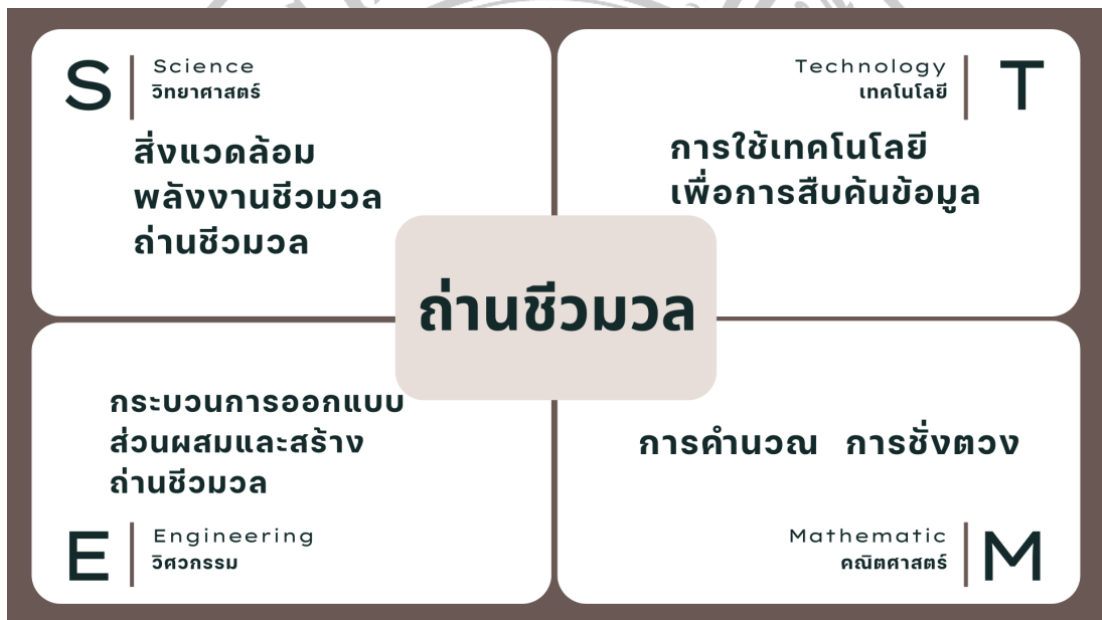 S
Science
วิทยาศาสตร์
สิ่งแวดล้อม
พลังงานชีวมวล
ถ่านชีวมวล
Technology
เทคโนโลยี
T
การใช้เทคโนโลยี
เพื่อการสืบค้นข้อมูล
ถ่านชีวมวล
กระบวนการออกแบบ
ส่วนผสมและสร้าง
ถ่านชีวมวล
E
Engineering
วิศวกรรม
การคำนวณ การชั่งตวง
Mathematic
คณิตศาสตร์
M